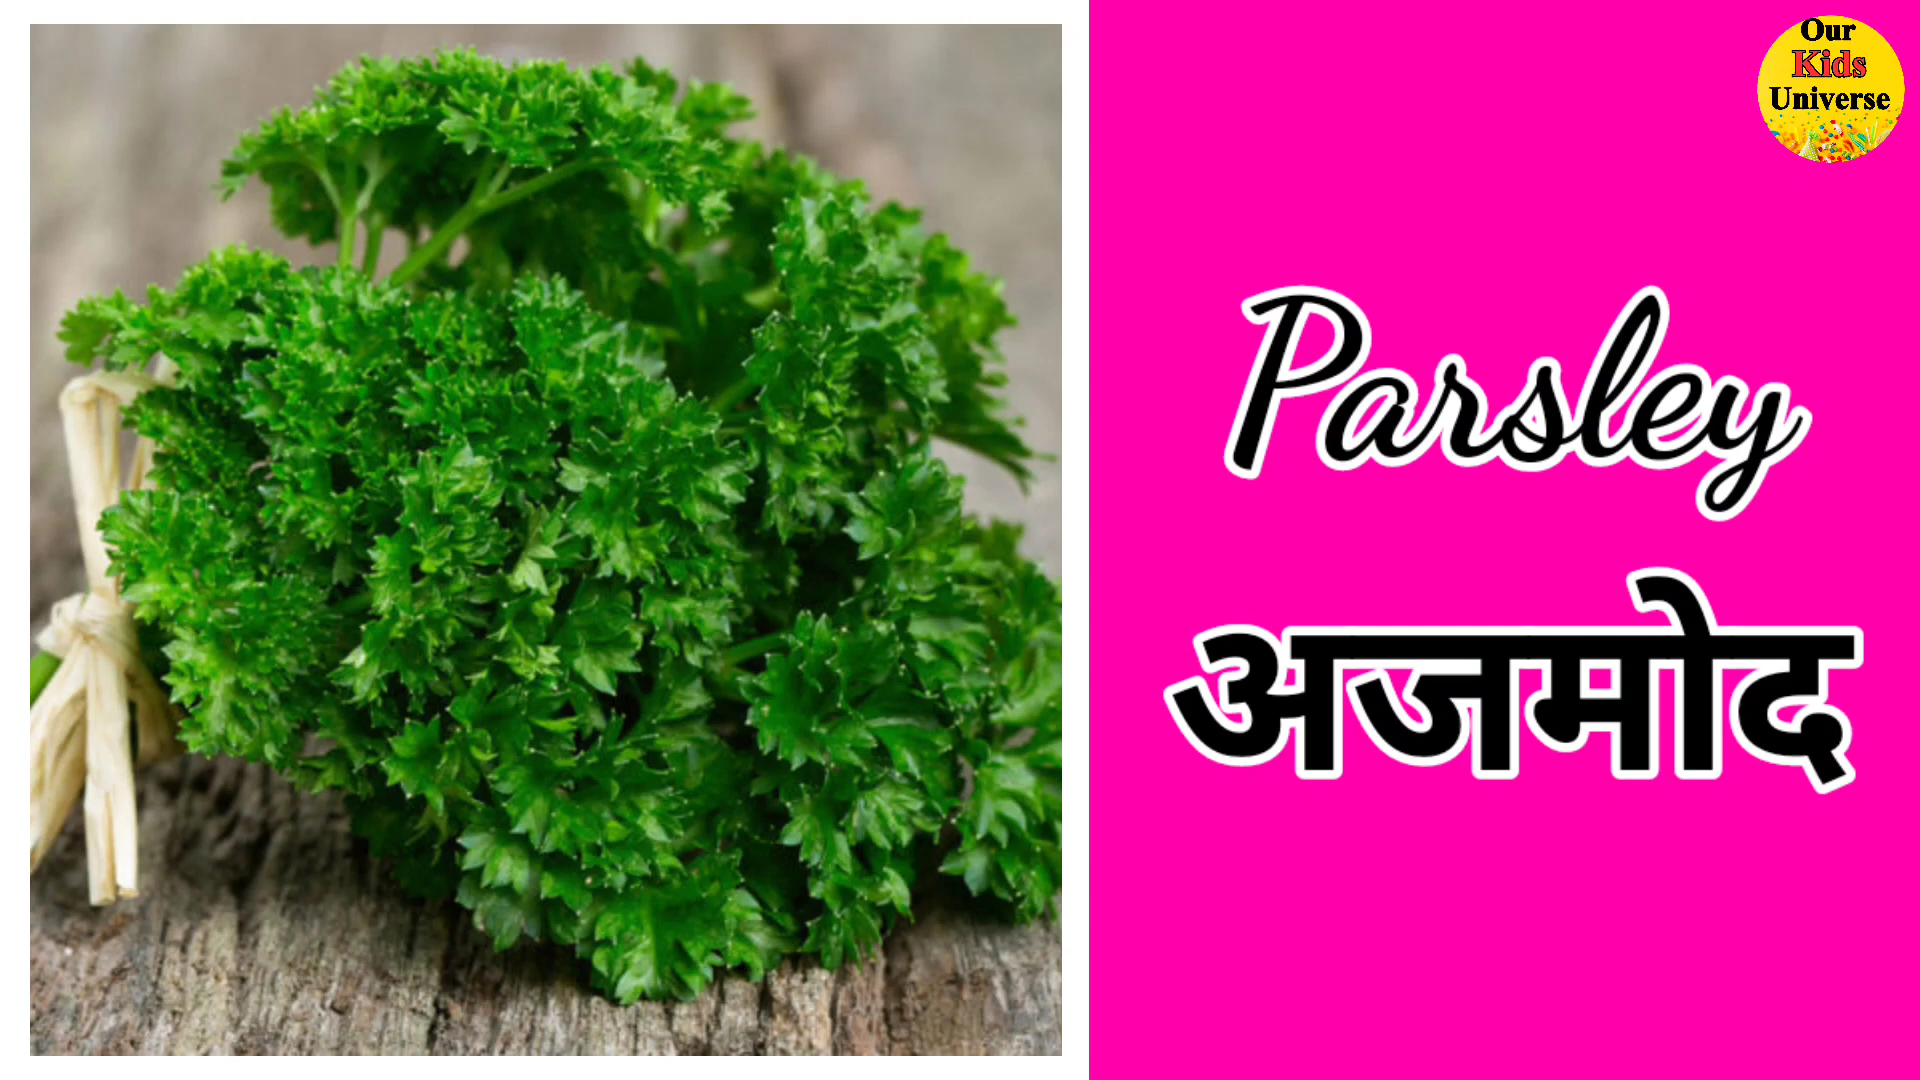 Our
Kids
Universe
Parsley
अजमोद